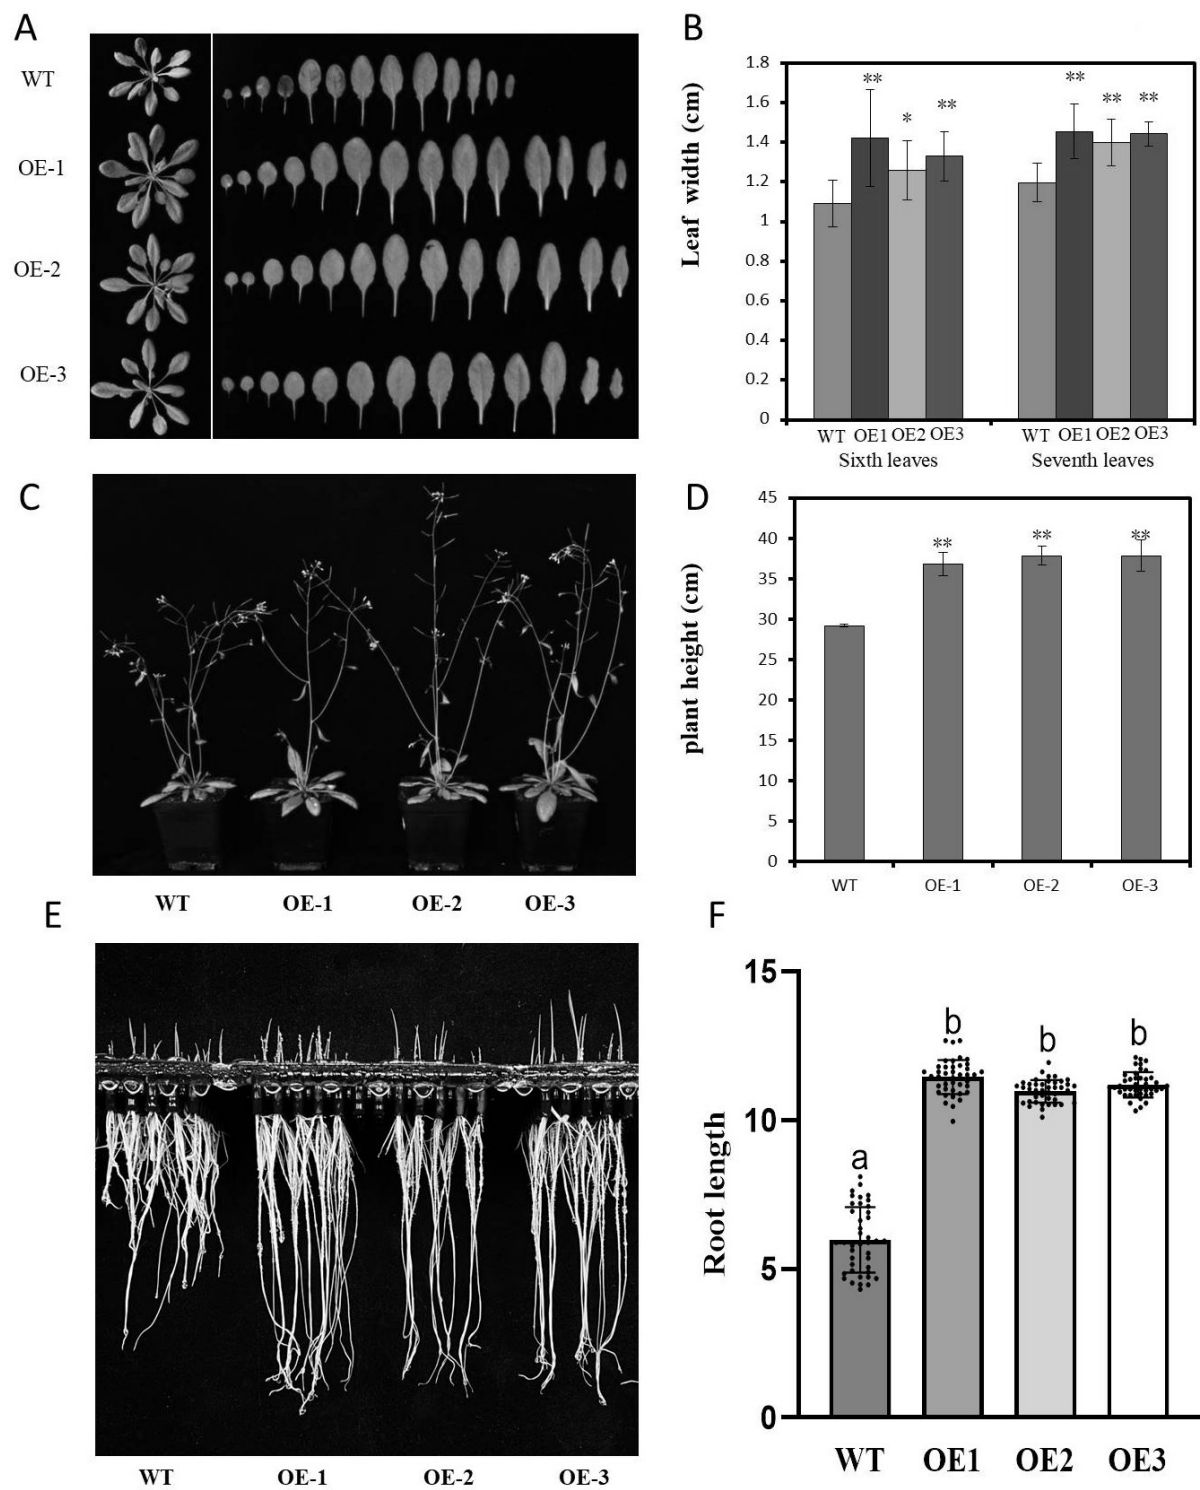 A
WT
OE-1
OE-2
OE-3
B
Leaf width (cm)
1.8
1.6
1.4
1.2
1
0.8
0.6
0.4
0.2
0
**
*
**
**
**
**
WT OE1 OE2 OE3
WT OE1 OE2 OE3
Sixth leaves
Seventh leaves
C
WT
OE-1
OE-2
OE-3
D
plant height (cm)
45
40
35
30
25
20
15
10
5
0
**
**
**
WT
OE-1
OE-2
OE-3
E
WT
OE-1
OE-2
OE-3
F
Root length
15
10
5
0
a
b
b
b
WT
OE1
OE2
OE3